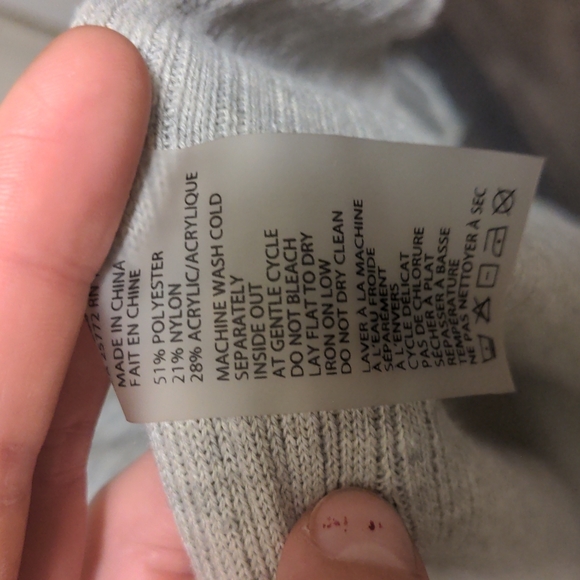 25772 RN
MADE IN CHINA
FAIT EN CHINE
51% POLYESTER
21% NYLON
28% ACRYLIC/ACRYLIQUE
MACHINE WASH COLD
SEPARATELY
INSIDE OUT
AT GENTLE CYCLE
DO NOT BLEACH
LAY FLAT TO DRY
IRON ON LOW
DO NOT DRY CLEAN
LAVER À LA MACHINE
À L'EAU FROIDE
SÉPARÉMENT
À L'ENVERS
CYCLE DÉLICAT
PAS DE CHLORURE
SÉCHER À PLAT
REPASSER À BASSE
TEMPÉRATURE
NE PAS NETTOYER À SEC